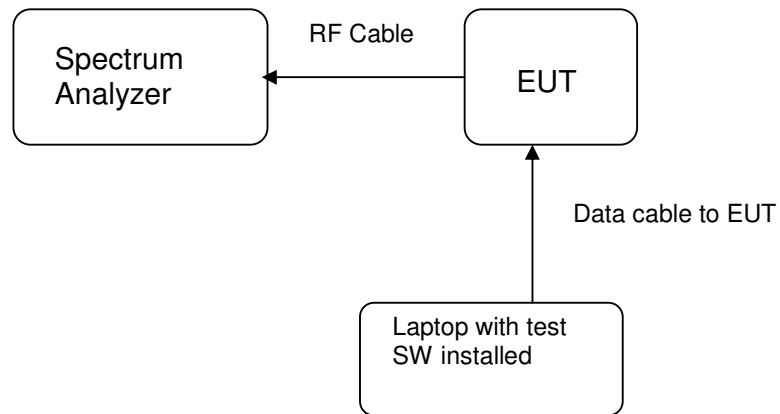 RF Cable
Spectrum
Analyzer
EUT
Data cable to EUT
Laptop with test
SW installed